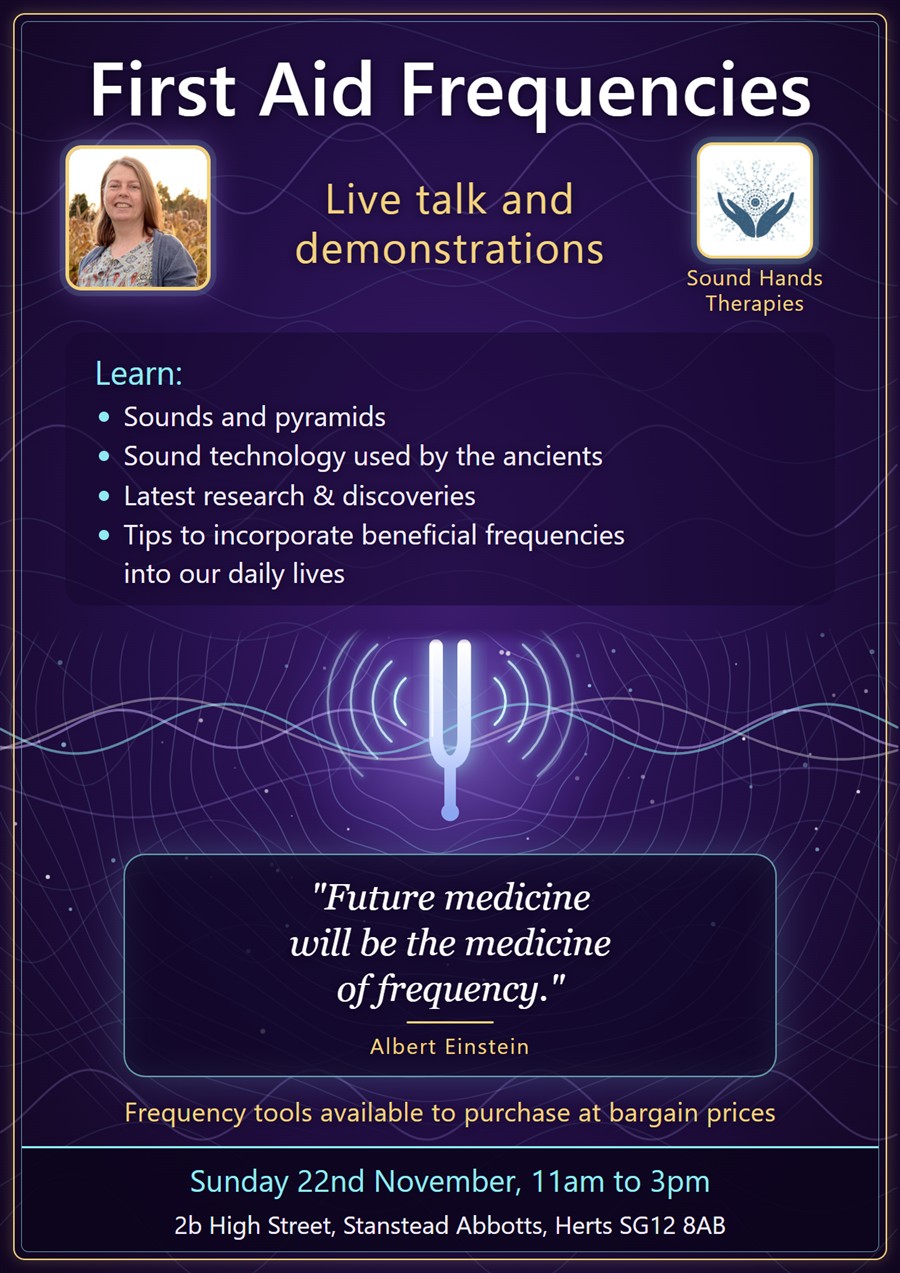 First Aid Frequencies
Live talk and
demonstrations
Sound Hands
Therapies
Learn:
• Sounds and pyramids
• Sound technology used by the ancients
• Latest research & discoveries
• Tips to incorporate beneficial frequencies
into our daily lives
"Future medicine
will be the medicine
of frequency."
Albert Einstein
Frequency tools available to purchase at bargain prices
Sunday 22nd November, 11am to 3pm
2b High Street, Stanstead Abbotts, Herts SG12 8AB